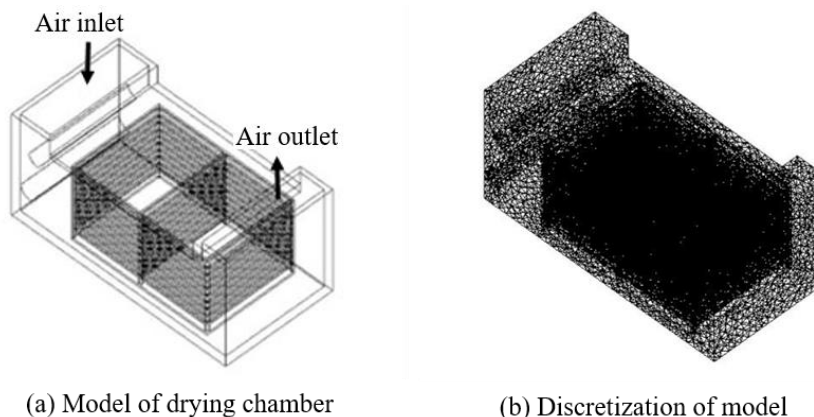 Air inlet
Air outlet
(a) Model of drying chamber
(b) Discretization of model